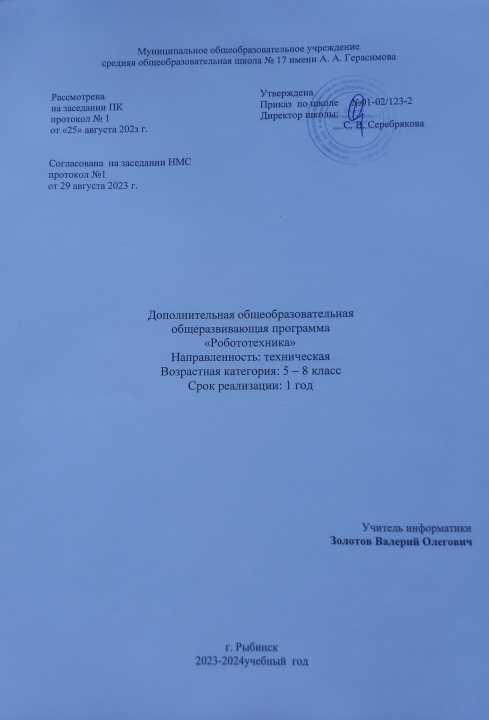 Муниципальное общеобразовательное учреждение
средняя общеобразовательная школа № 17 имени А. А. Герасимова
Рассмотрена
на заседании ПК
протокол № 1
от «25» августа 202з г.
Утверждена
Приказ по школе №01-02/123-2
Директор школы:
С. В. Серебрякова
Согласована на заседании НМС
протокол №1
от 29 августа 2023 г.
Дополнительная общеобразовательная
общеразвивающая программа
«Робототехника»
Направленность: техническая
Возрастная категория: 5 – 8 класс
Срок реализации: 1 год
Учитель информатики
Золотов Валерий Олегович
г. Рыбинск
2023-2024учебный год